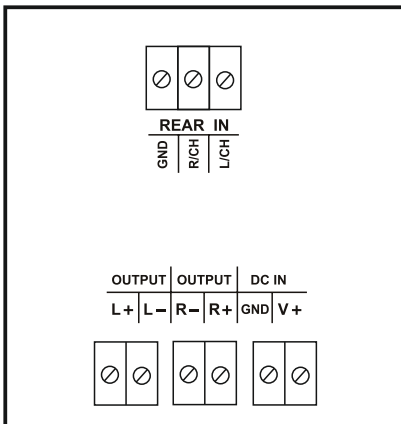 REAR IN
GND R/CH L/CH
OUTPUT OUTPUT DC IN
L+ L- R- R+ GND V+